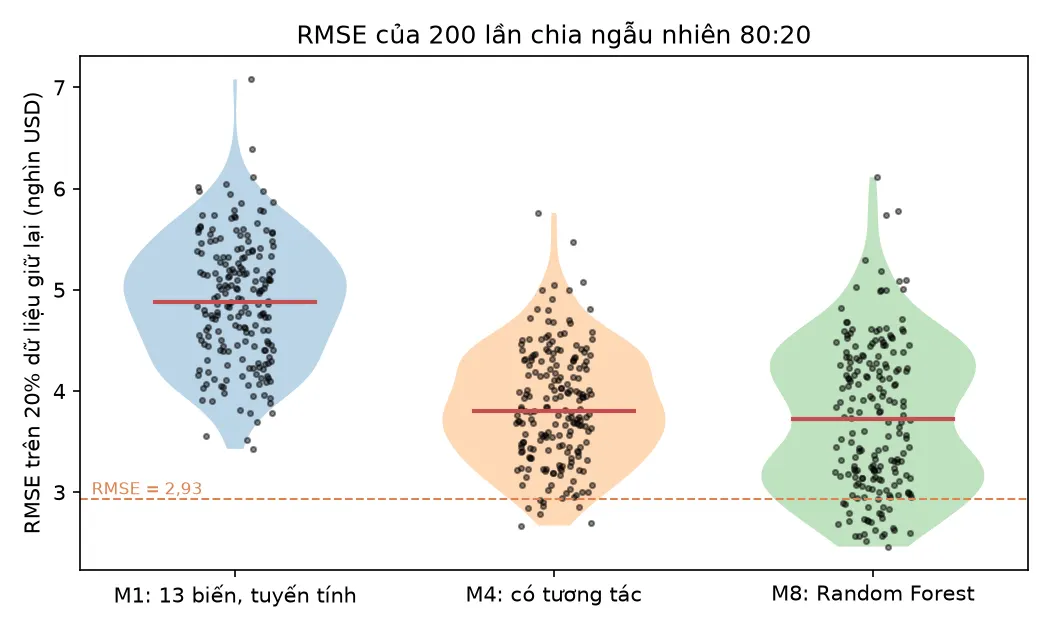 RMSE của 200 lần chia ngẫu nhiên 80:20
RMSE trên 20% dữ liệu giữ lại (nghìn USD)
7
6
5
4
3
RMSE = 2,93
M1: 13 biến, tuyến tính
M4: có tương tác
M8: Random Forest